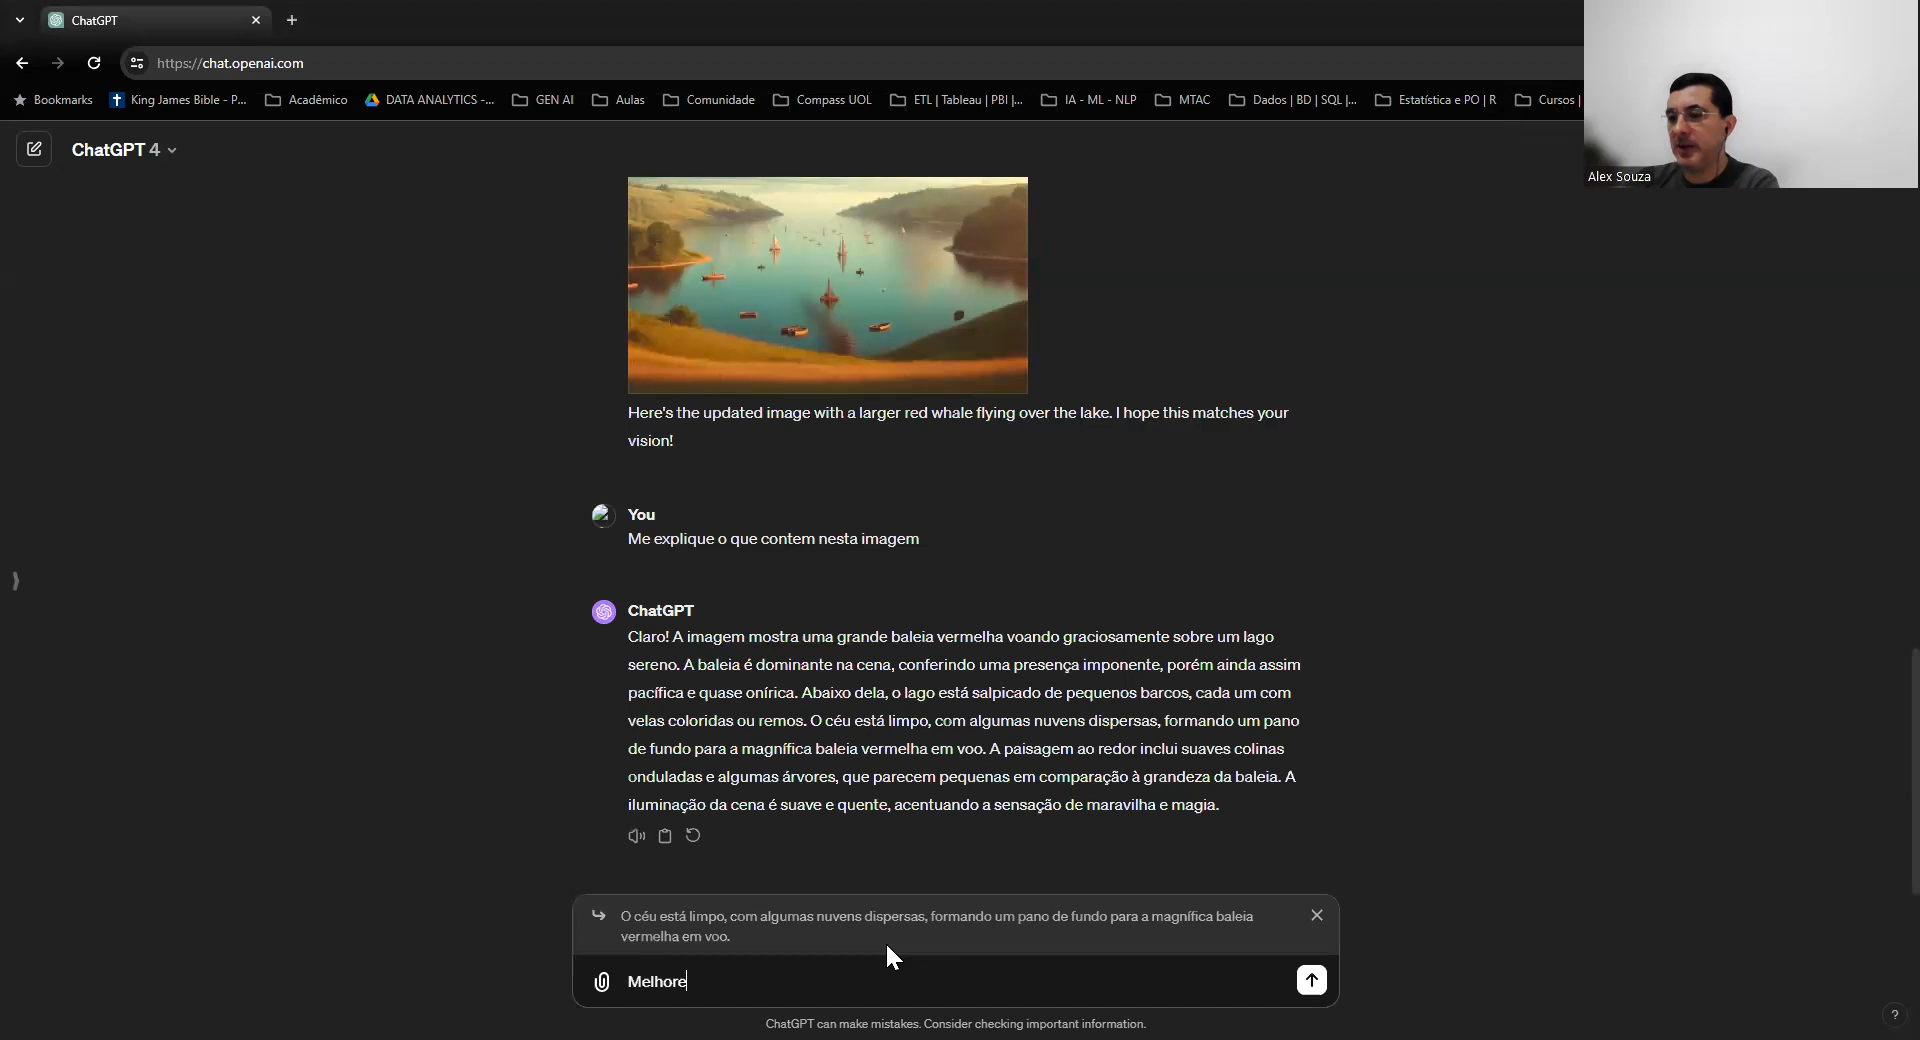 ChatGPT
https://chat.openai.com
Bookmarks
King James Bible - P...
Acadêmico
DATA ANALYTICS -...
GEN AI
Aulas
Comunidade
Compass UOL
ETL | Tableau | PBI |...
IA - ML - NLP
MTAC
Dados | BD | SQL |...
Estatística e PO | R
Cursos |
Alex Souza
ChatGPT 4
Here's the updated image with a larger red whale flying over the lake. I hope this matches your
vision!
You
Me explique o que contem nesta imagem
ChatGPT
Claro! A imagem mostra uma grande baleia vermelha voando graciosamente sobre um lago
sereno. A baleia é dominante na cena, conferindo uma presença imponente, porém ainda assim
pacífica e quase onírica. Abaixo dela, o lago está salpicado de pequenos barcos, cada um com
velas coloridas ou remos. O céu está limpo, com algumas nuvens dispersas, formando um pano
de fundo para a magnífica baleia vermelha em voo. A paisagem ao redor inclui suaves colinas
onduladas e algumas árvores, que parecem pequenas em comparação à grandeza da baleia. A
iluminação da cena é suave e quente, acentuando a sensação de maravilha e magia.
O céu está limpo, com algumas nuvens dispersas, formando um pano de fundo para a magnífica baleia
vermelha em voo.
Melhore
ChatGPT can make mistakes. Consider checking important information.
?